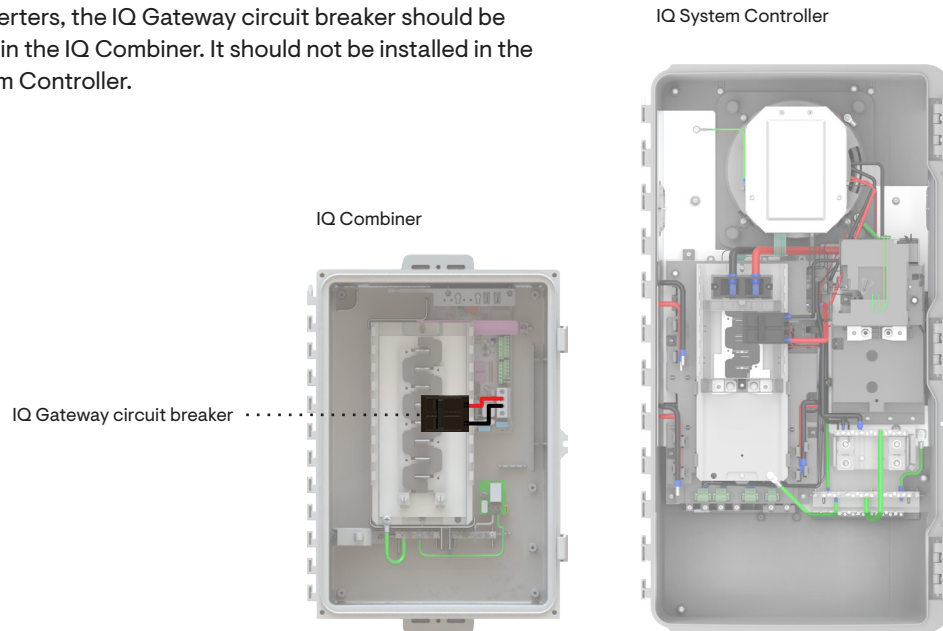 erters, the IQ Gateway circuit breaker should be
in the IQ Combiner. It should not be installed in the
m Controller.
IQ System Controller
IQ Combiner
IQ Gateway circuit breaker